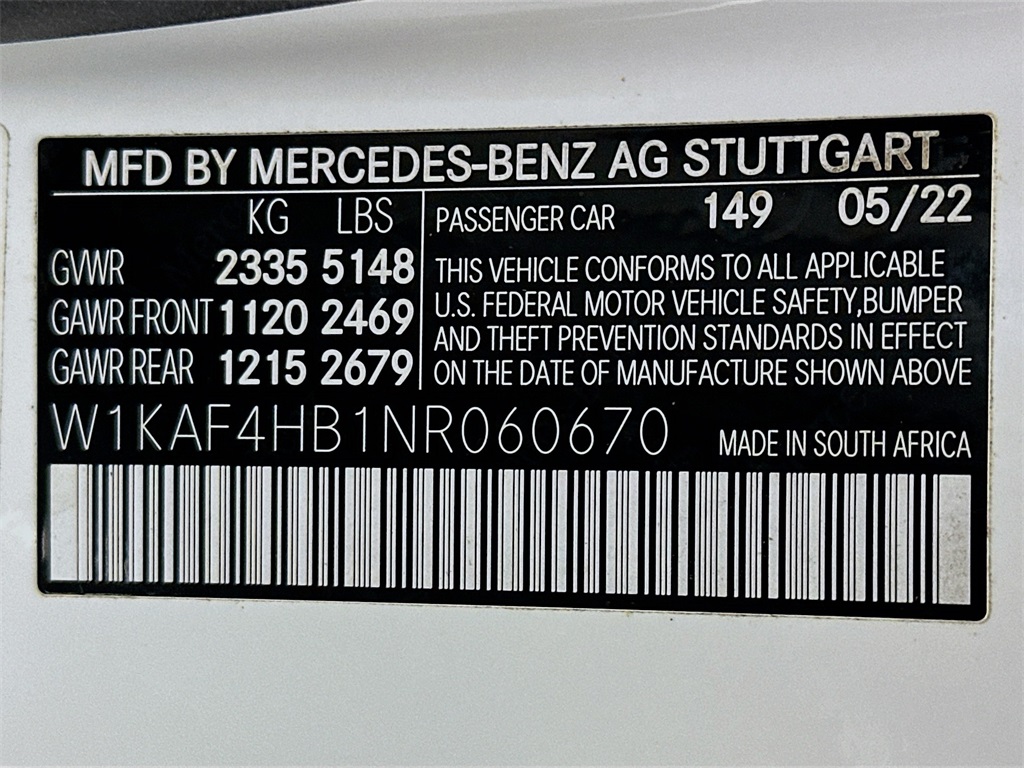 MFD BY MERCEDES-BENZ AG STUTTGART
KG LBS
GVWR 2335 5148
GAWR FRONT 1120 2469
GAWR REAR 1215 2679
PASSENGER CAR 149 05/22
THIS VEHICLE CONFORMS TO ALL APPLICABLE
U.S. FEDERAL MOTOR VEHICLE SAFETY,BUMPER
AND THEFT PREVENTION STANDARDS IN EFFECT
ON THE DATE OF MANUFACTURE SHOWN ABOVE
W1KAF4HB1NR060670 MADE IN SOUTH AFRICA